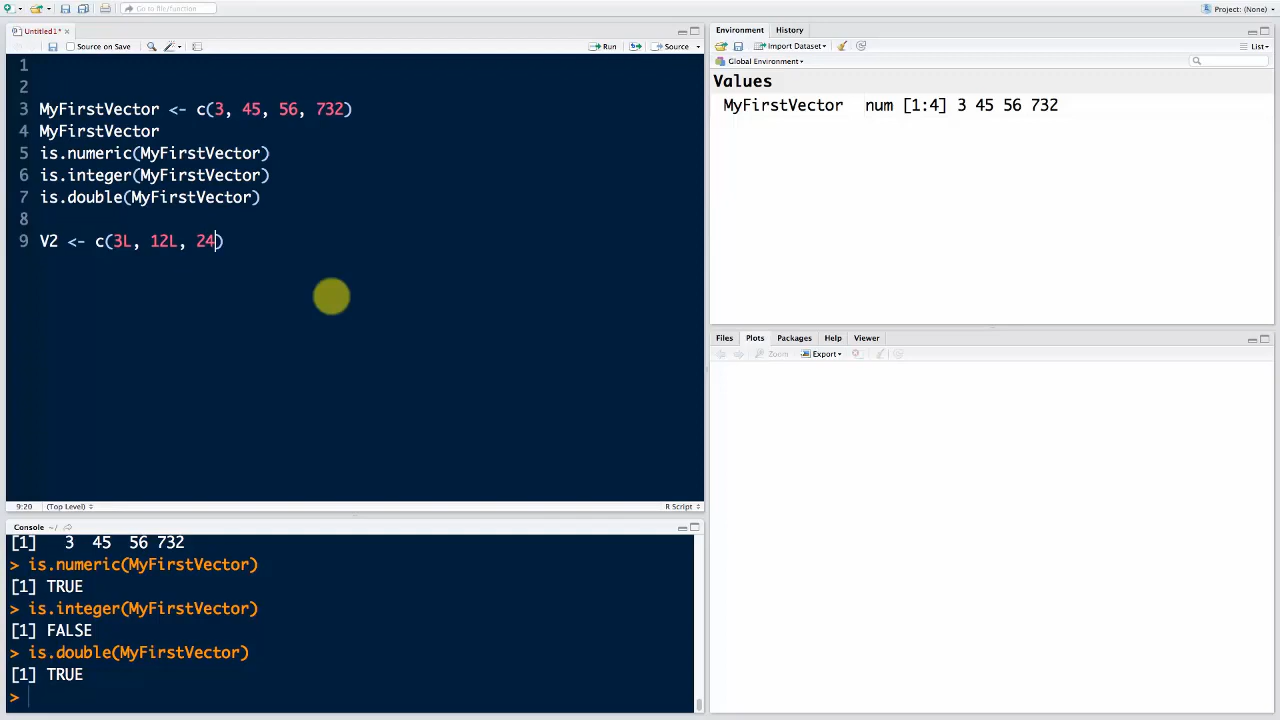 Go to file/function
Project: (None)
Untitled1*
Source on Save
Run
Source
1
2
3 MyFirstVector <- c(3, 45, 56, 732)
4 MyFirstVector
5 is.numeric(MyFirstVector)
6 is.integer(MyFirstVector)
7 is.double(MyFirstVector)
8
9 V2 <- c(3L, 12L, 24)
9:20 (Top Level) R Script
Console ~/
[1]   3  45  56 732
> is.numeric(MyFirstVector)
[1] TRUE
> is.integer(MyFirstVector)
[1] FALSE
> is.double(MyFirstVector)
[1] TRUE
>
Environment History
Import Dataset List
Global Environment
Values
MyFirstVector num [1:4] 3 45 56 732
Files Plots Packages Help Viewer
Zoom Export